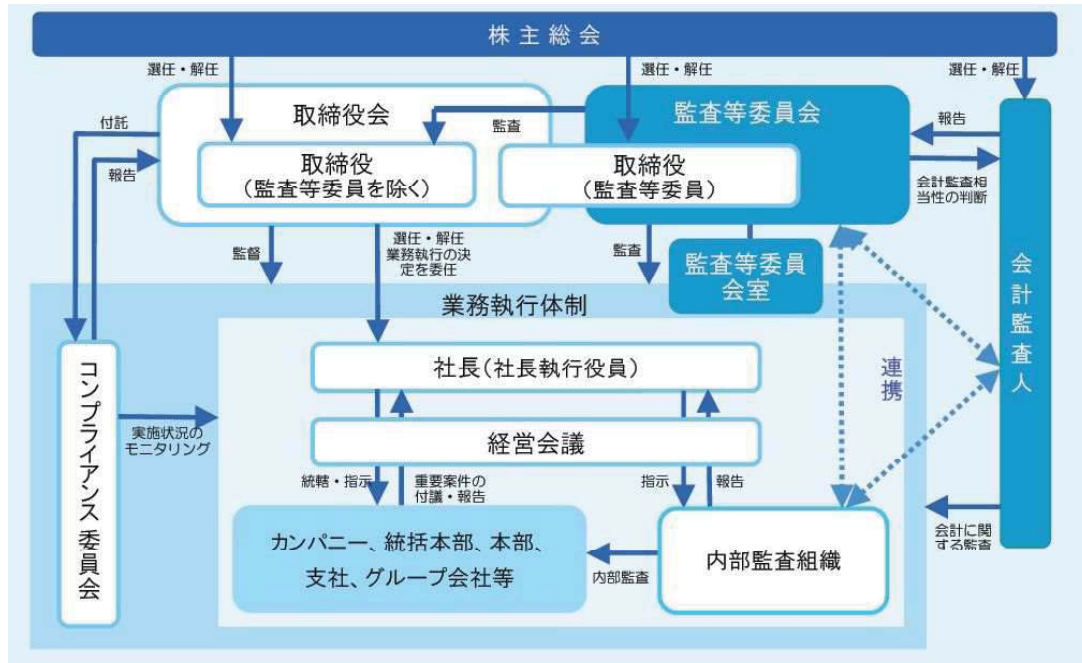 株主総会
選任・解任
選任・解任
選任・解任
取締役会
監査等委員会
付託
監査
報告
報告
取締役
（監査等委員を除く）
取締役
（監査等委員）
会計監査相
当性の判断
監督
選任・解任
業務執行の決
定を委任
監査
監査等委員
会室
会計監査人
業務執行体制
社長（社長執行役員）
連携
コンプライアンス委員会
実施状況の
モニタリング
経営会議
統轄・指示
重要案件の
付議・報告
指示
報告
カンパニー、統括本部、本部、
支社、グループ会社等
内部監査
内部監査組織
会計に関
する監査